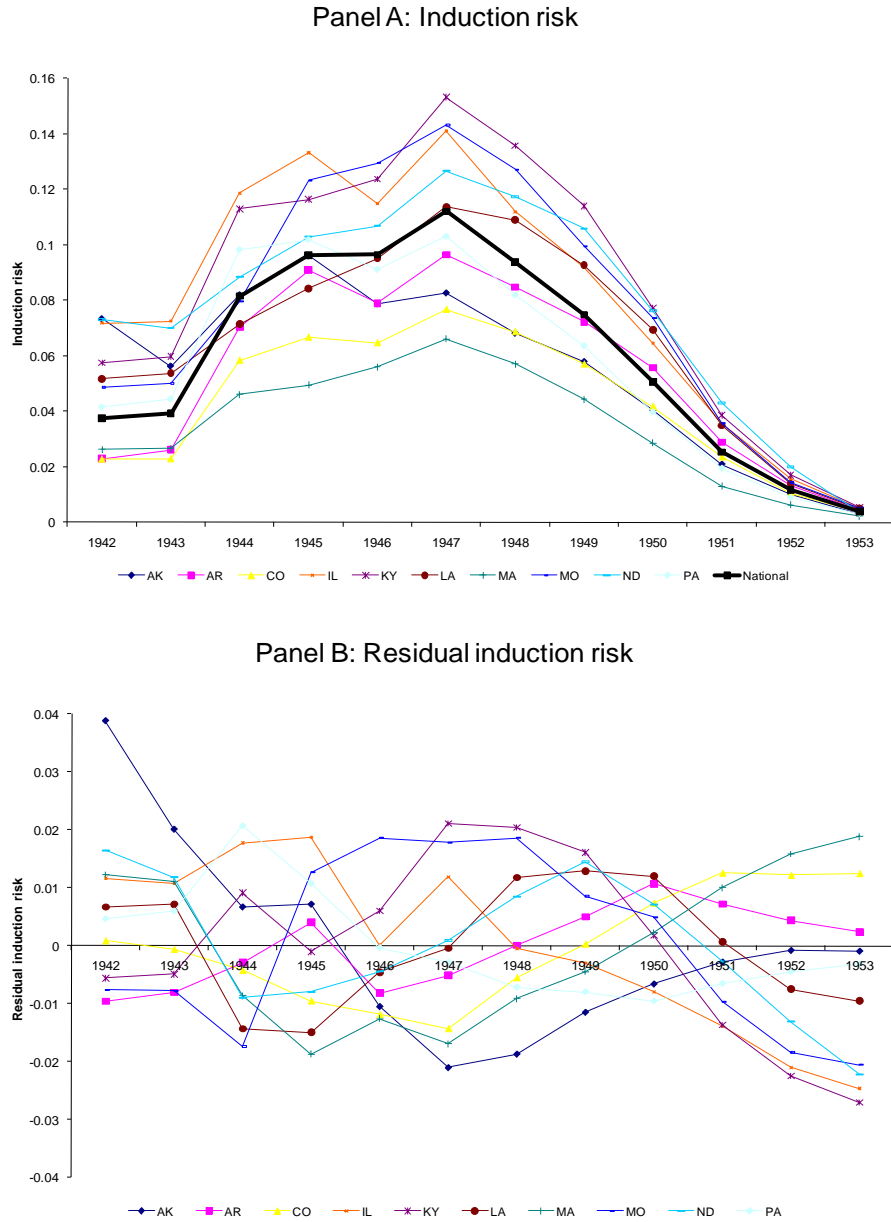 Panel A: Induction risk
0.16
0.14
0.12
0.1
0.08
0.06
0.04
0.02
0
Induction risk
1942 1943 1944 1945 1946 1947 1948 1949 1950 1951 1952 1953
AK AR CO IL KY LA MA MO ND PA National
Panel B: Residual induction risk
0.04
0.03
0.02
0.01
0
-0.01
-0.02
-0.03
-0.04
Residual induction risk
1942 1943 1944 1945 1946 1947 1948 1949 1950 1951 1952 1953
AK AR CO IL KY LA MA MO ND PA